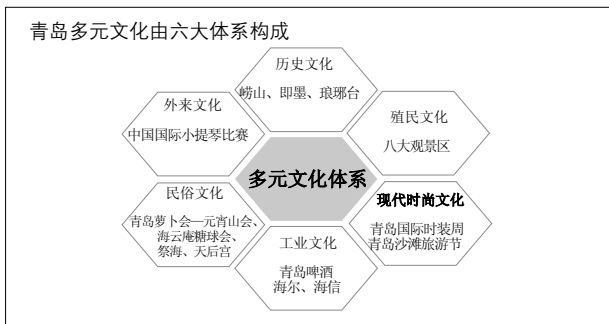 青岛多元文化由六大体系构成
历史文化
崂山、即墨、琅琊台
外来文化
中国国际小提琴比赛
殖民文化
八大观景区
多元文化体系
民俗文化
青岛萝卜会—元宵山会、
海云庵糖球会、
祭海、天后宫
现代时尚文化
青岛国际时装周
青岛沙滩旅游节
工业文化
青岛啤酒
海尔、海信